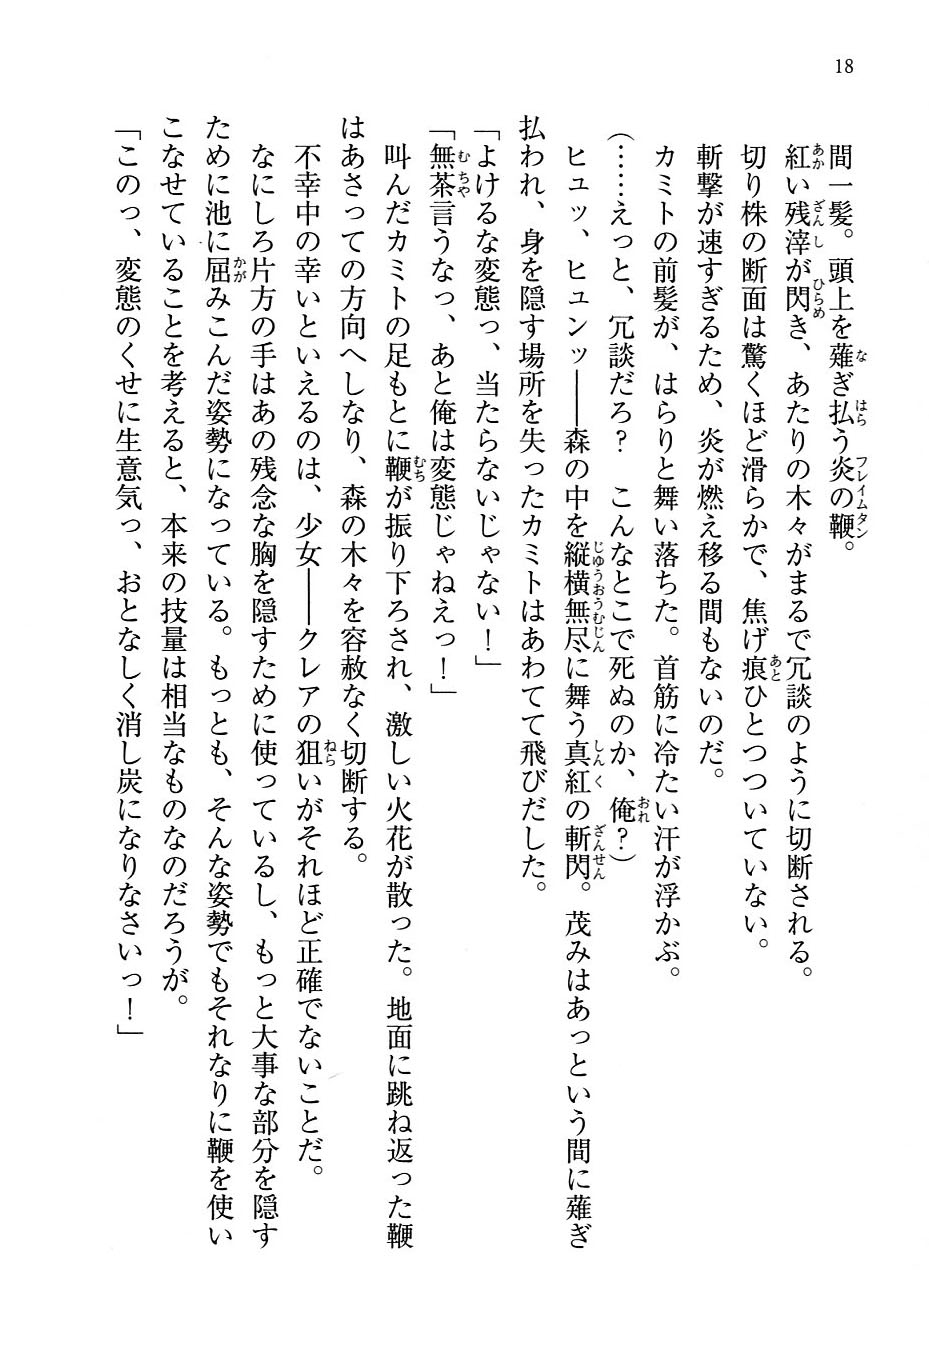 18
間一髪。頭上を薙ぎ払う炎の鞭。
紅い残滓が閃き、あたりの木々がまるで冗談のように切断される。
切り株の断面は驚くほど滑らかで、焦げ痕ひとつついていない。
斬撃が速すぎるため、炎が燃え移る間もないのだ。
カミトの前髪が、はらりと舞い落ちた。首筋に冷たい汗が浮かぶ。
(……えっと、冗談だろ？　こんなとこで死ぬのか、俺？)
ヒュッ、ヒュンッ――森の中を縦横無尽に舞う真紅の斬閃。茂みはあっという間に薙ぎ
払われ、身を隠す場所を失ったカミトはあわてて飛びだした。
「よけるな変態っ、当たらないじゃない！」
「無茶言うなっ、あと俺は変態じゃねえっ！」
叫んだカミトの足もとに鞭が振り下ろされ、激しい火花が散った。地面に跳ね返った鞭
はあさっての方向へしなり、森の木々を容赦なく切断する。
不幸中の幸いといえるのは、少女――クレアの狙いがそれほど正確でないことだ。
なにしろ片方の手はあの残念な胸を隠すために使っているし、もっと大事な部分を隠す
ために池に屈みこんだ姿勢になっている。もっとも、そんな姿勢でもそれなりに鞭を使い
こなせていることを考えると、本来の技量は相当なものなのだろうが。
「このっ、変態のくせに生意気っ、おとなしく消し炭になりなさいっ！」